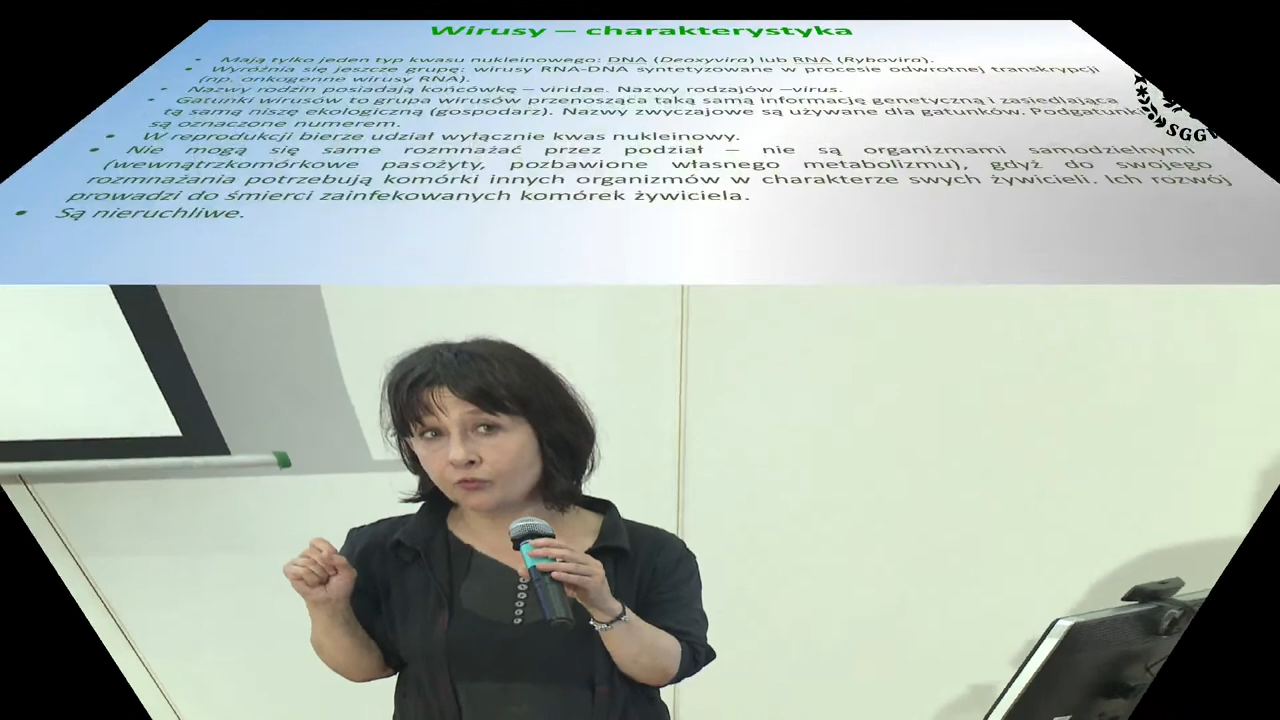 Wirusy – charakterystyka
• Mają tylko jeden typ kwasu nukleinowego: DNA (Deoxyvira) lub RNA (Rybovira).
• Wyróżnia się jeszcze grupę: wirusy RNA-DNA syntetyzowane w procesie odwrotnej transkrypcji
(np. onkogenne wirusy RNA).
• Nazwy rodzin posiadają końcówkę – viridae. Nazwy rodzajów –virus.
• Gatunki wirusów to grupa wirusów przenosząca taką samą informację genetyczną i zasiedlająca
tą samą niszę ekologiczną (gospodarz). Nazwy zwyczajowe są używane dla gatunków.
są oznaczone numerem.
• W reprodukcji bierze udział wyłącznie kwas nukleinowy.
• Nie mogą się same rozmnażać przez podział – nie są organizmami samodzielnymi
(wewnątrzkomórkowe pasożyty, pozbawione własnego metabolizmu), gdyż do swojego
rozmnażania potrzebują komórki innych organizmów w charakterze swych żywicieli. Ich rozwój
prowadzi do śmierci zainfekowanych komórek żywiciela.
• Są nieruchliwe.